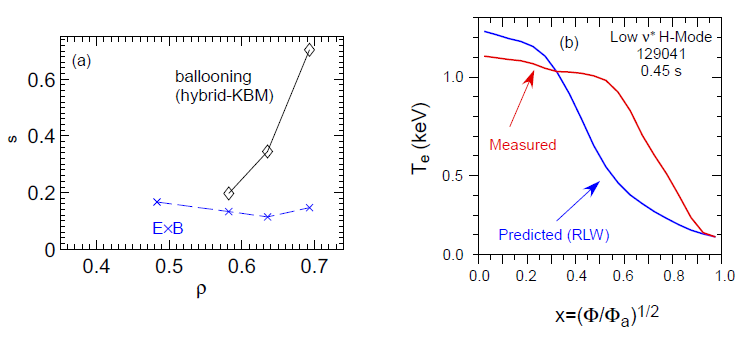 (a)
ballooning
(hybrid-KBM)
E×B
s
0.6
0.4
0.2
0
0.4
0.5
0.6
0.7
ρ
(b)
Low ν* H-Mode
129041
0.45 s
Measured
Predicted (RLW)
Te (keV)
1.0
0.5
0.0
0.0
0.2
0.4
0.6
0.8
1.0
x=(Φ/Φa)1/2